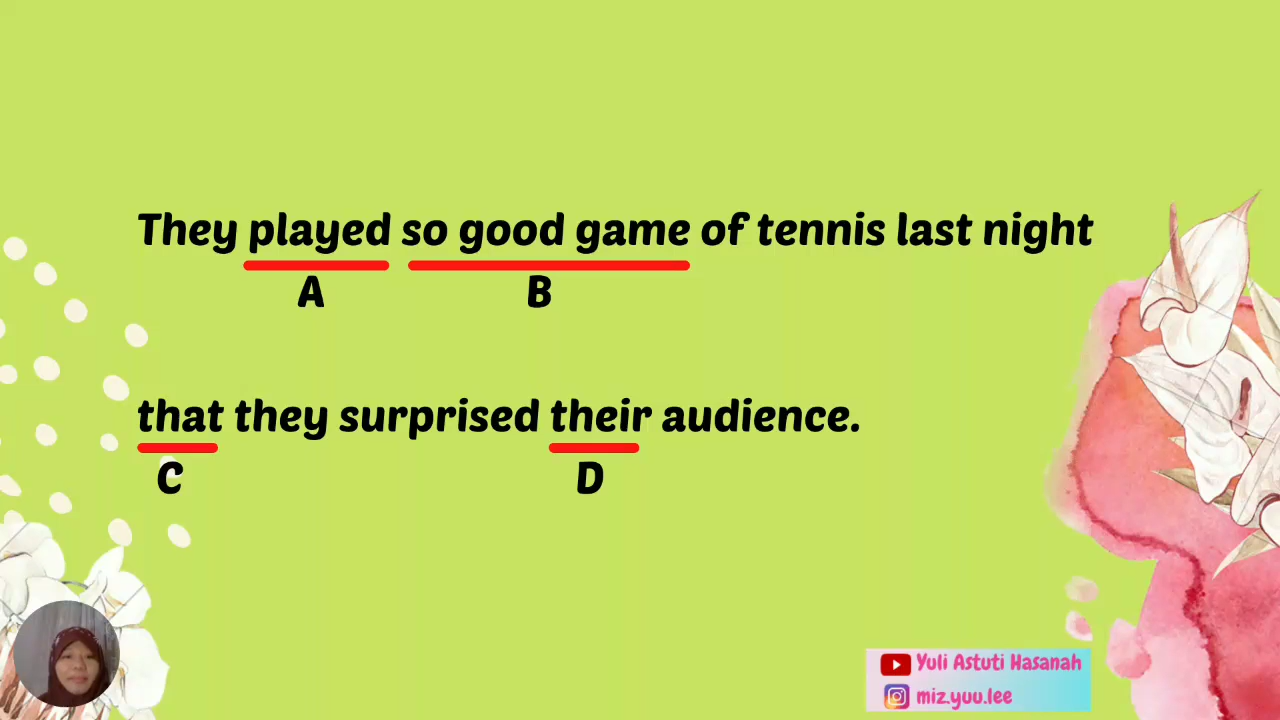 They played so good game of tennis last night
A B
that they surprised their audience.
C D
Yuli Astuti Hasanah
miz.yuu.lee